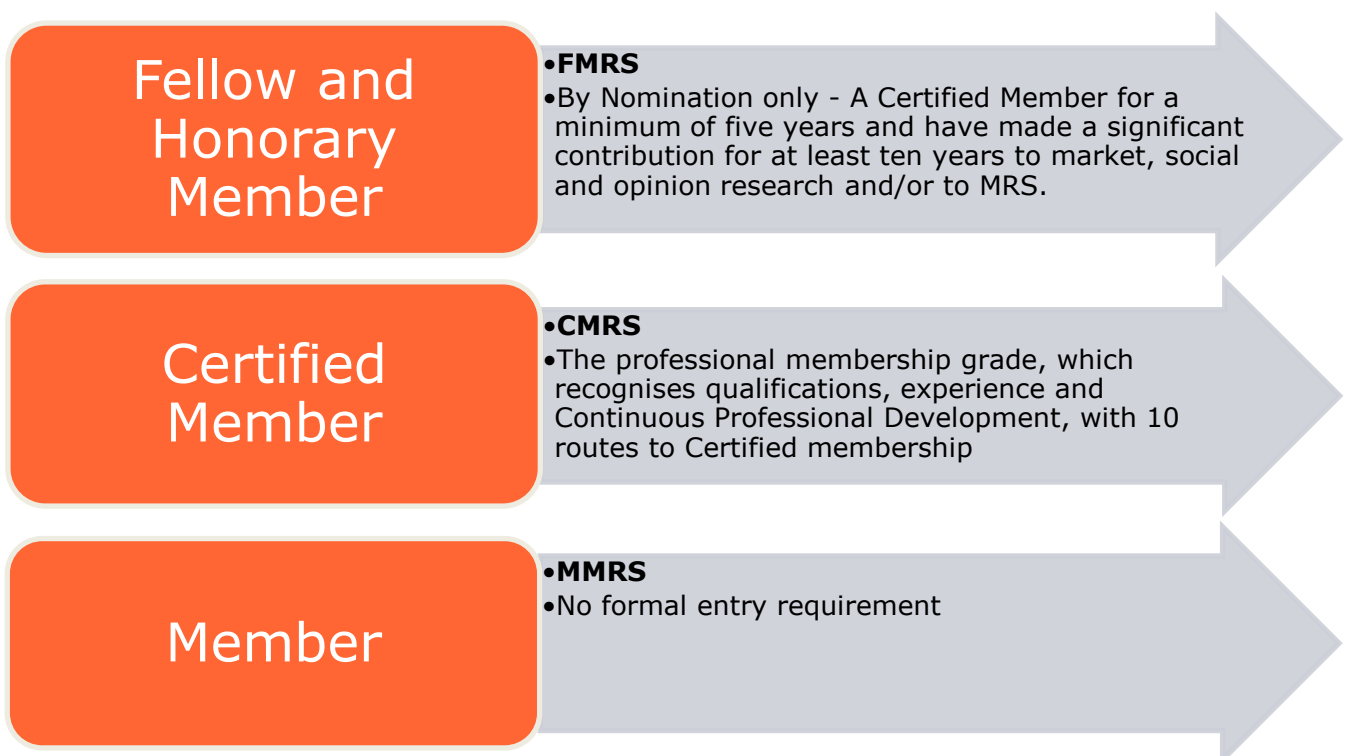 Fellow and
Honorary
Member
•FMRS
•By Nomination only - A Certified Member for a
minimum of five years and have made a significant
contribution for at least ten years to market, social
and opinion research and/or to MRS.
Certified
Member
•CMRS
•The professional membership grade, which
recognises qualifications, experience and
Continuous Professional Development, with 10
routes to Certified membership
Member
•MMRS
•No formal entry requirement